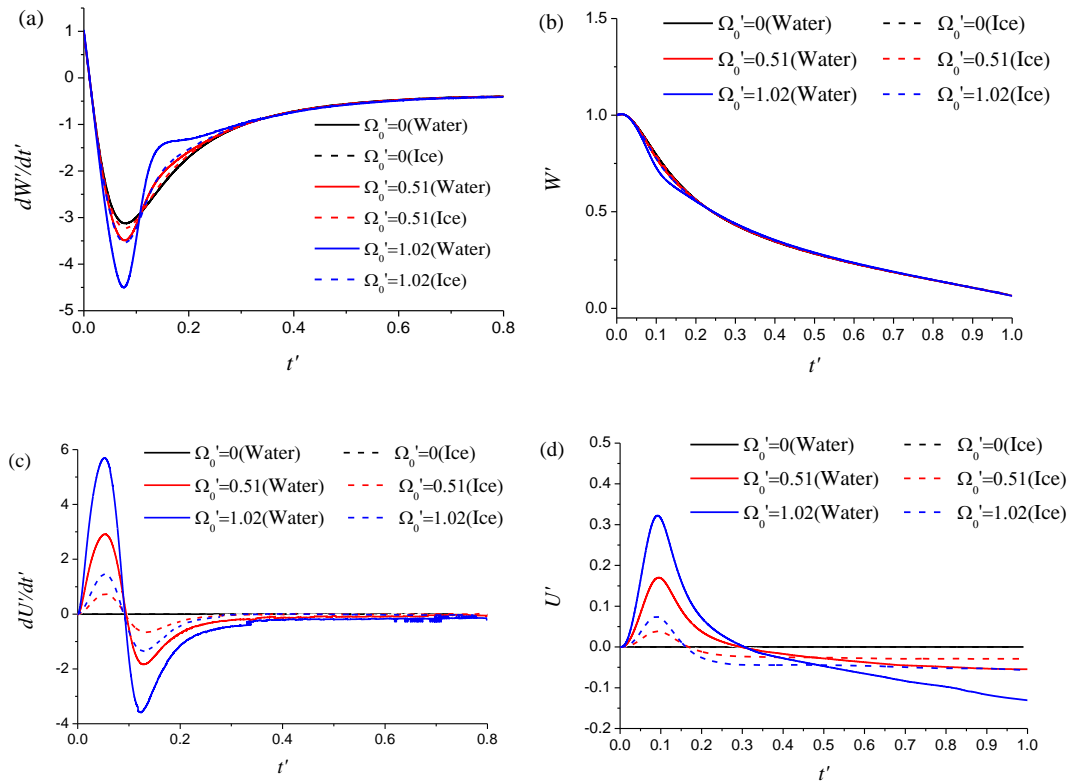 (a)
1
0
-1
-2
-3
-4
-5
0.0 0.2 0.4 0.6 0.8
dW'/dt'
t'
Ω₀'=0(Water)
Ω₀'=0(Ice)
Ω₀'=0.51(Water)
Ω₀'=0.51(Ice)
Ω₀'=1.02(Water)
Ω₀'=1.02(Ice)
(b)
1.5
1.0
0.5
0.0
0.0 0.1 0.2 0.3 0.4 0.5 0.6 0.7 0.8 0.9 1.0
W'
t'
Ω₀'=0(Water) Ω₀'=0(Ice)
Ω₀'=0.51(Water) Ω₀'=0.51(Ice)
Ω₀'=1.02(Water) Ω₀'=1.02(Ice)
(c)
6
4
2
0
-2
-4
0.0 0.2 0.4 0.6 0.8
dU'/dt'
t'
Ω₀'=0(Water) Ω₀'=0(Ice)
Ω₀'=0.51(Water) Ω₀'=0.51(Ice)
Ω₀'=1.02(Water) Ω₀'=1.02(Ice)
(d)
0.5
0.4
0.3
0.2
0.1
0.0
-0.1
-0.2
0.0 0.1 0.2 0.3 0.4 0.5 0.6 0.7 0.8 0.9 1.0
U'
t'
Ω₀'=0(Water) Ω₀'=0(Ice)
Ω₀'=0.51(Water) Ω₀'=0.51(Ice)
Ω₀'=1.02(Water) Ω₀'=1.02(Ice)